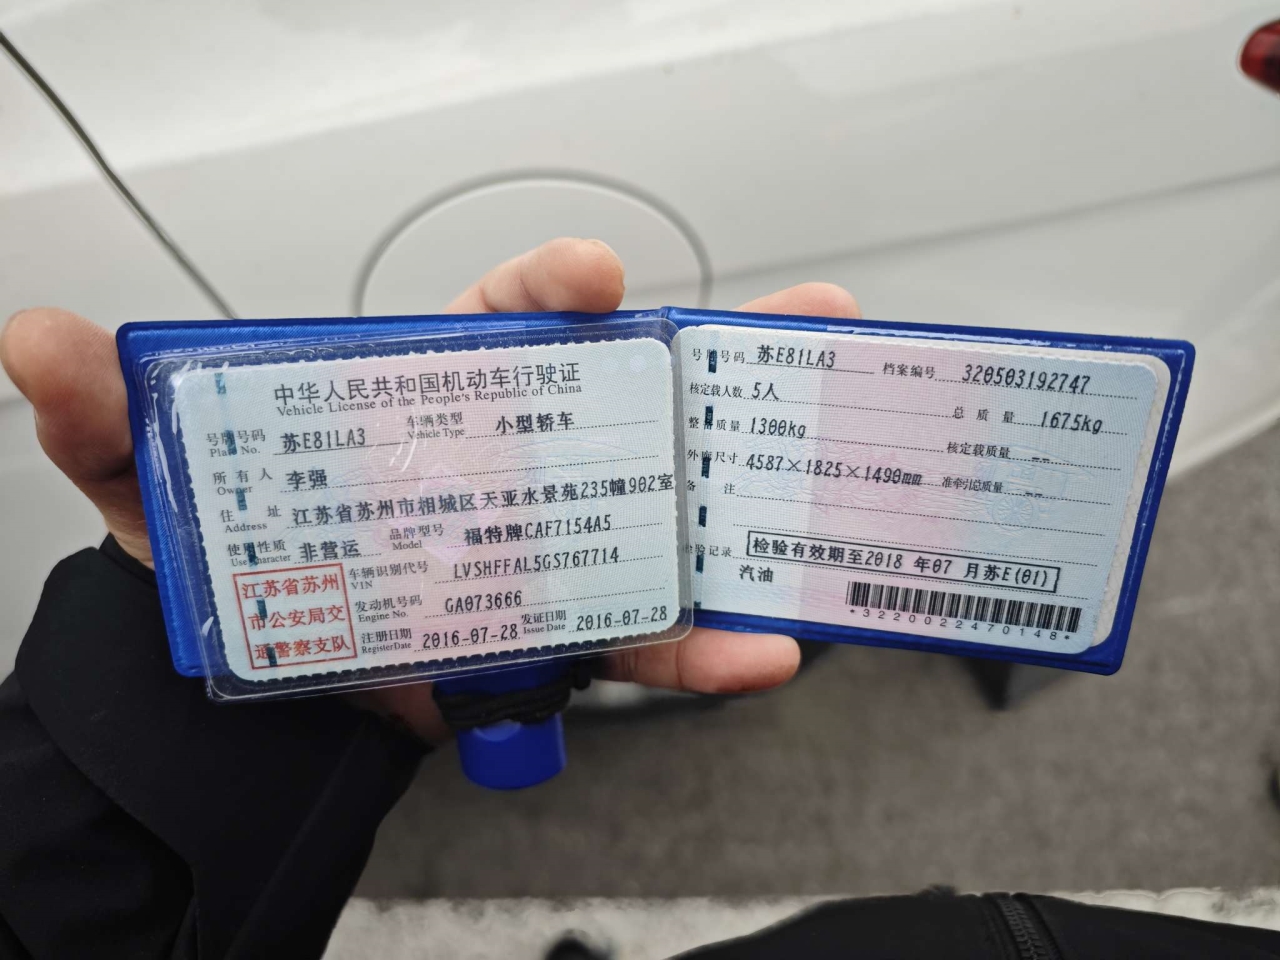 中华人民共和国机动车行驶证
Vehicle License of the People's Republic of China
号牌号码 苏E81LA3 车辆类型 小型轿车
Plate No. Vehicle Type
所有人 李强
Owner
住址 江苏省苏州市相城区天亚水景苑235幢902室
Address
使用性质 非营运 品牌型号 福特牌CAF7154A5
Use Character Model
江苏省苏州
市公安局交
通警察支队
车辆识别代号 LVSHFFAL5GS767714
VIN
发动机号码 GA073666
Engine No.
注册日期 2016-07-28 发证日期 2016-07-28
Register Date Issue Date
号牌号码 苏E81LA3 档案编号 320503192747
核定载人数 5人 总质量 1675kg
整备质量 1300kg 核定载质量 --
外廓尺寸 4587×1825×1490mm 准牵引总质量 --
备注
检验记录 检验有效期至2018年07月苏E(01)
汽油
*3220022470148*